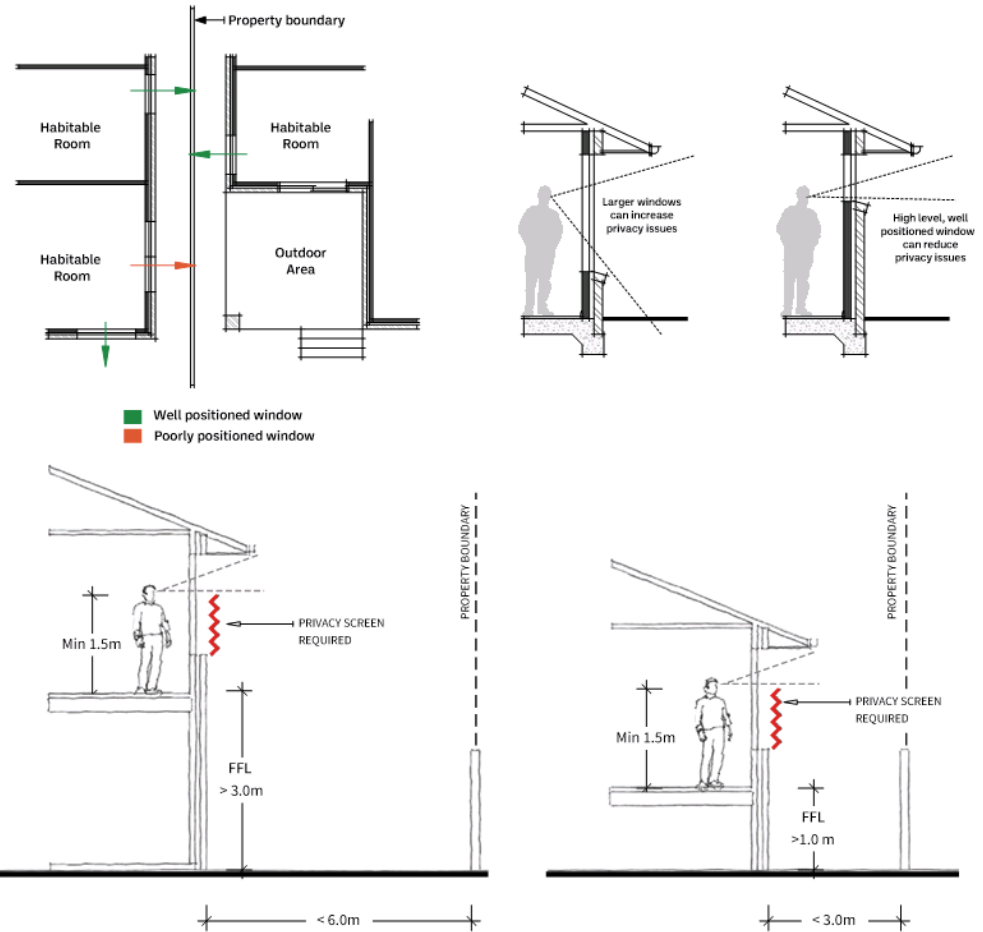 Property boundary
Habitable
Room
Habitable
Room
Habitable
Room
Outdoor
Area
Larger windows
can increase
privacy issues
High level, well
positioned window
can reduce
privacy issues
Well positioned window
Poorly positioned window
Min 1.5m
PRIVACY SCREEN
REQUIRED
FFL
> 3.0m
PROPERTY BOUNDARY
< 6.0m
Min 1.5m
PRIVACY SCREEN
REQUIRED
FFL
>1.0 m
PROPERTY BOUNDARY
< 3.0m